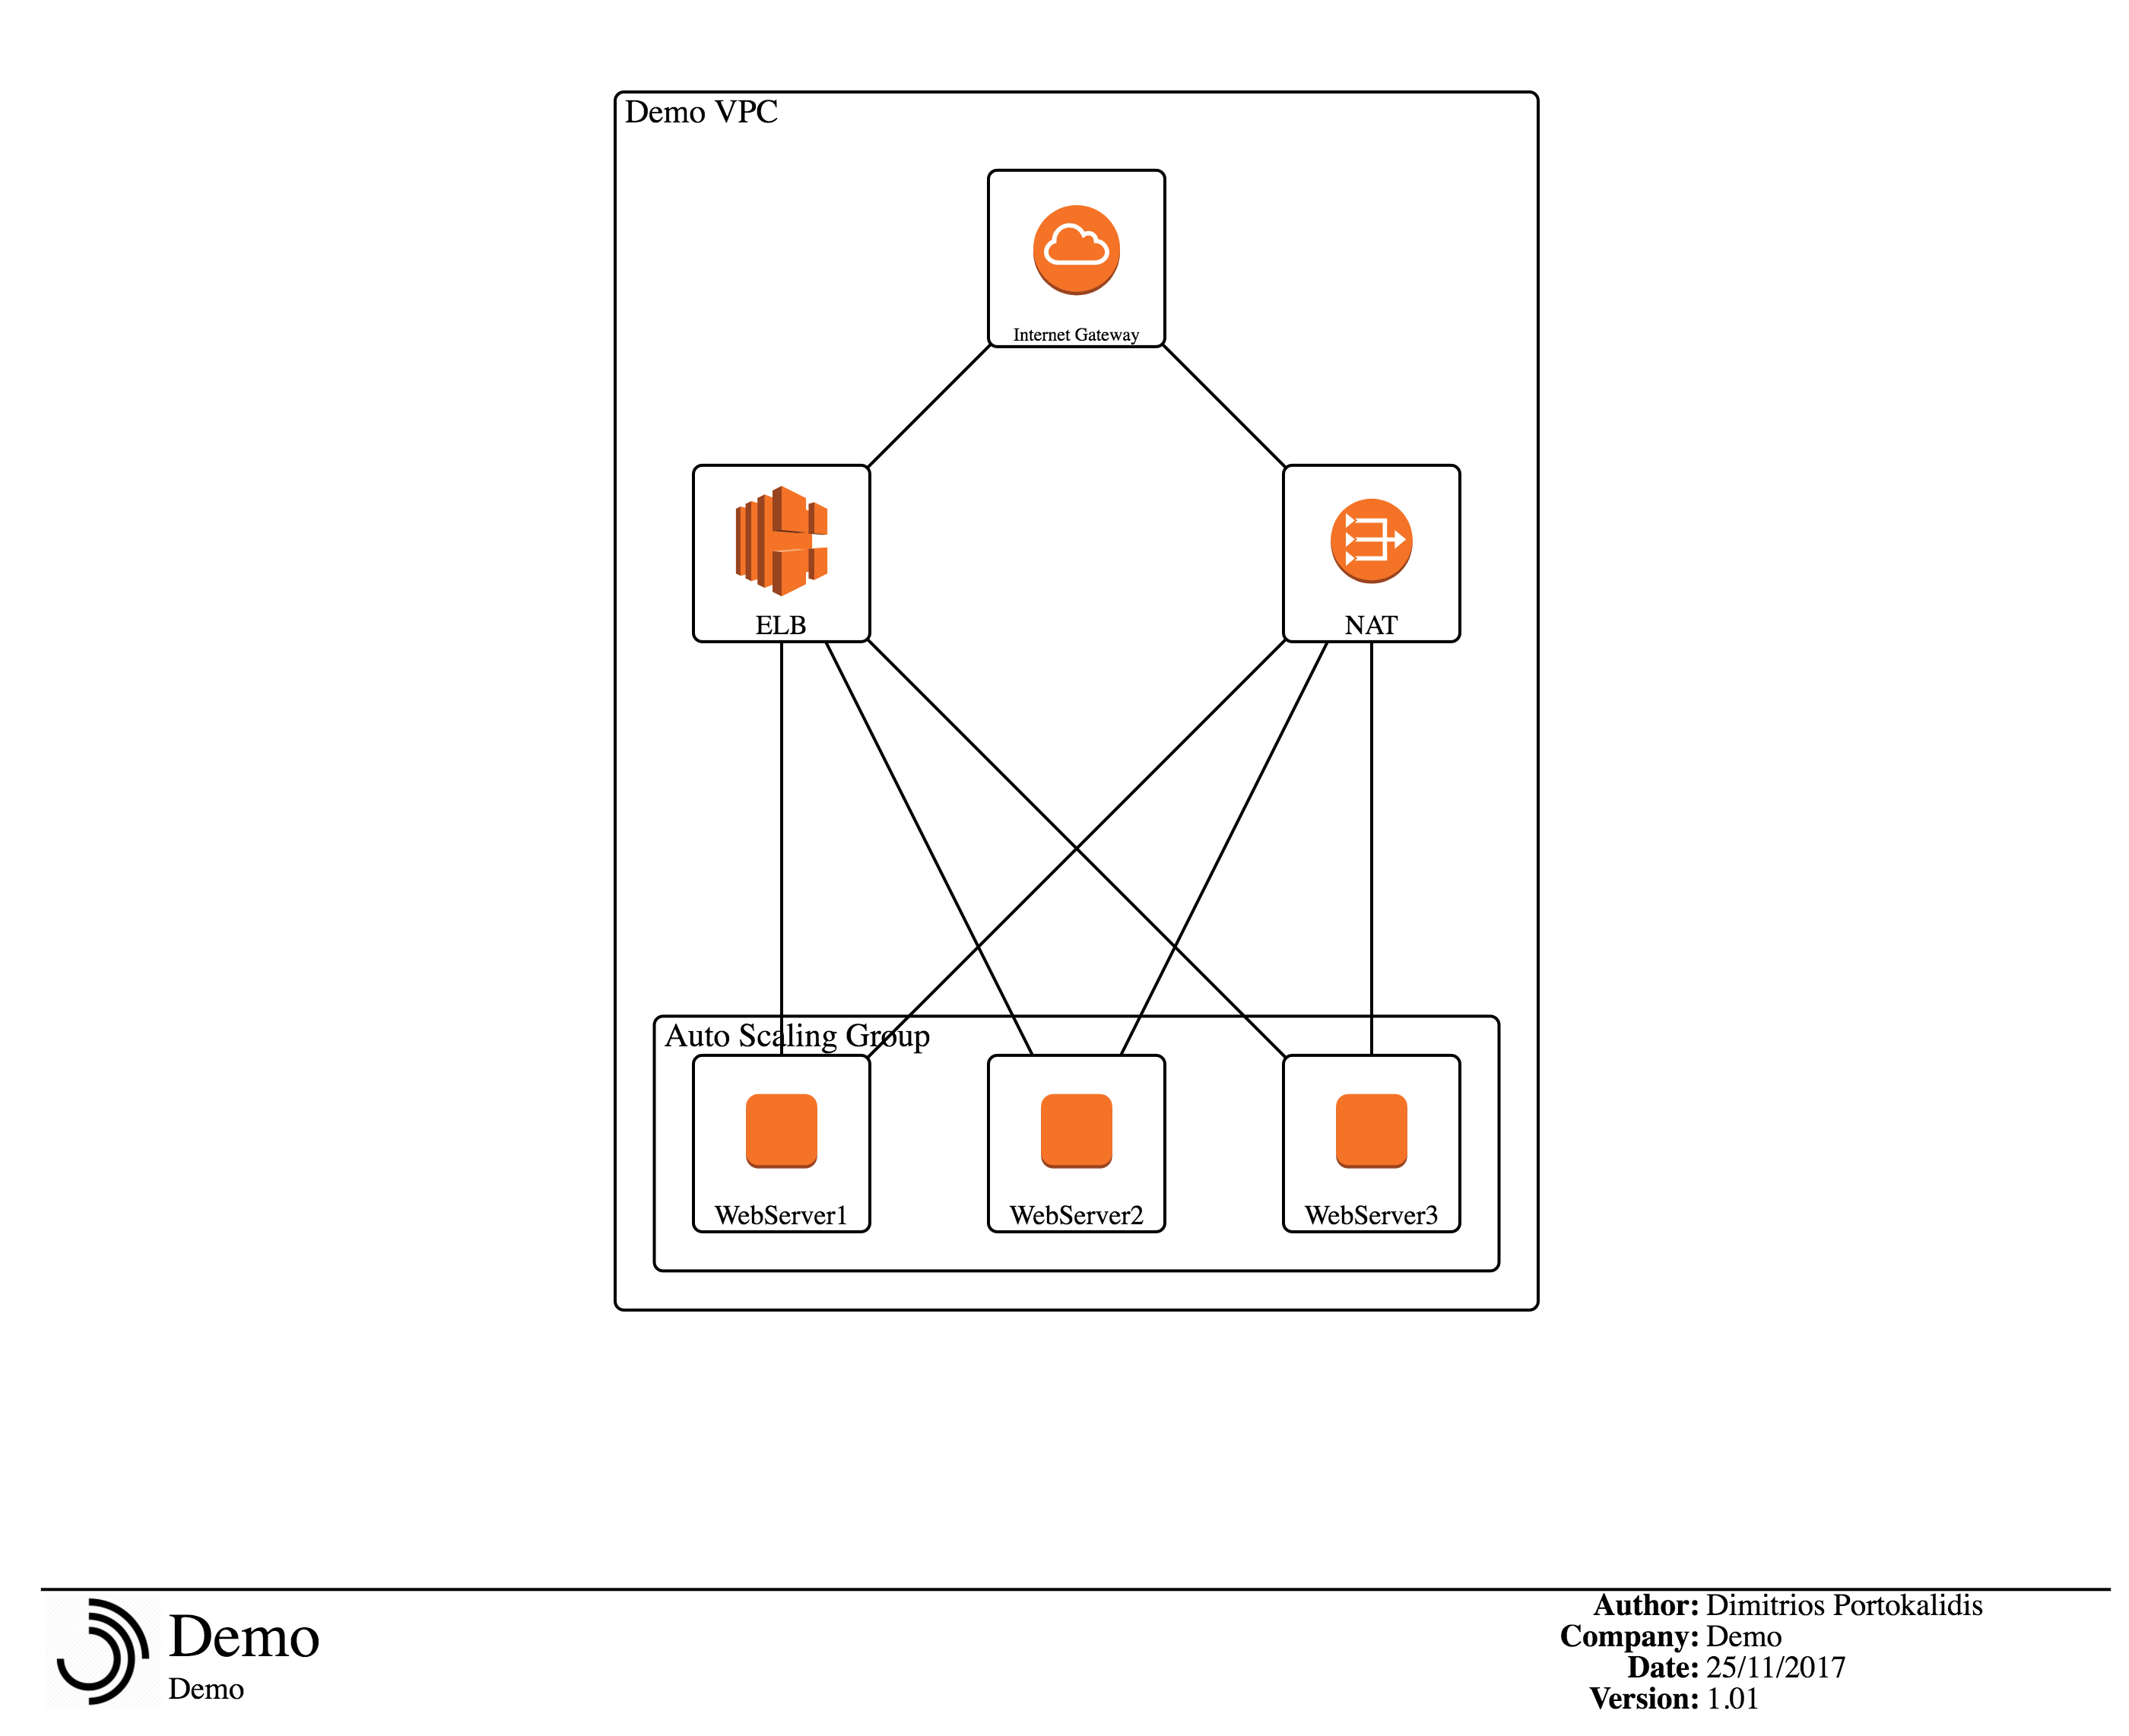 Demo VPC
Internet Gateway
ELB
NAT
Auto Scaling Group
WebServer1
WebServer2
WebServer3
Demo
Demo
Author: Dimitrios Portokalidis
Company: Demo
Date: 25/11/2017
Version: 1.01